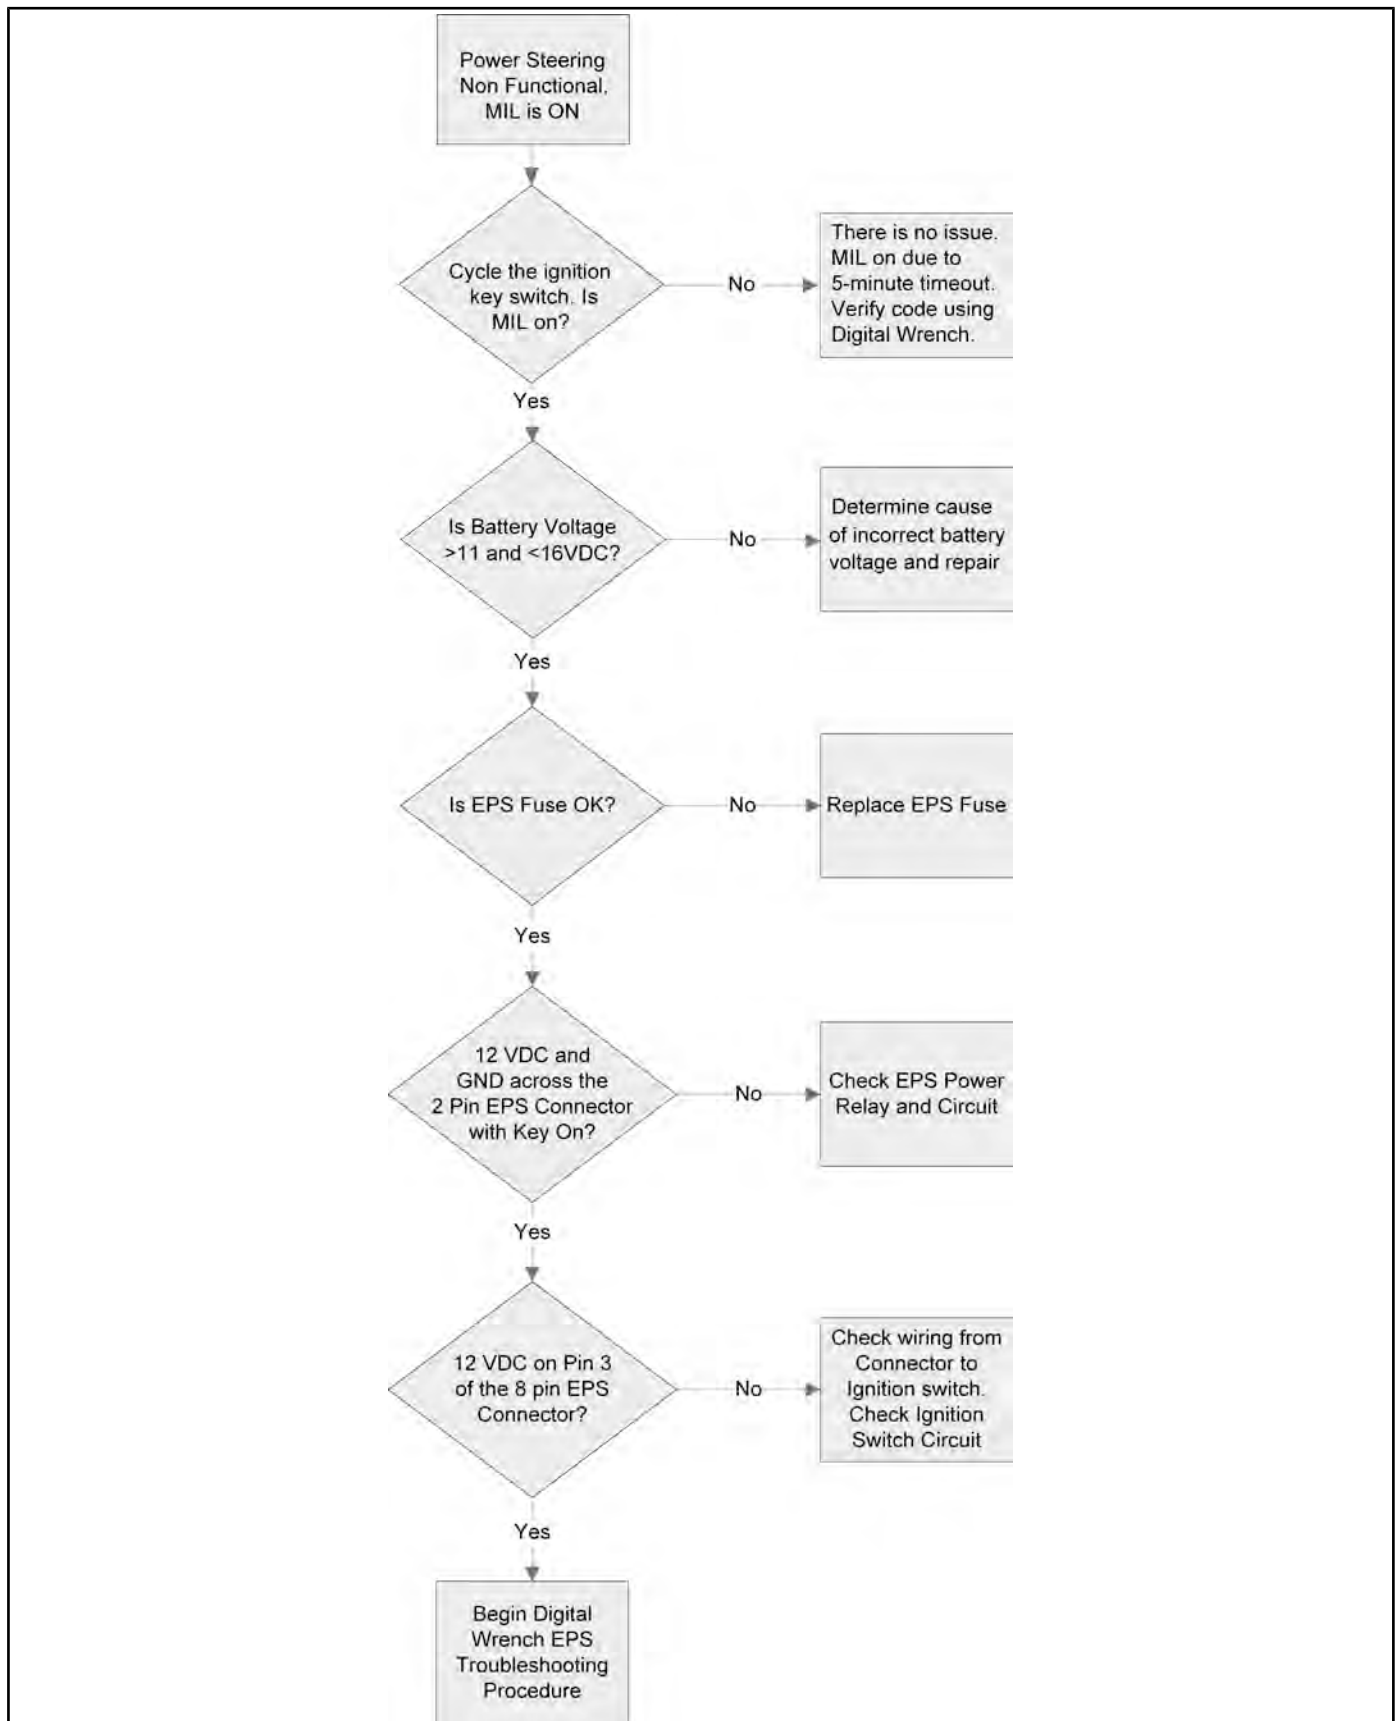 Power Steering
Non Functional,
MIL is ON
Cycle the ignition
key switch. Is
MIL on?
No
There is no issue.
MIL on due to
5-minute timeout.
Verify code using
Digital Wrench.
Yes
Is Battery Voltage
>11 and <16VDC?
No
Determine cause
of incorrect battery
voltage and repair
Yes
Is EPS Fuse OK?
No
Replace EPS Fuse
Yes
12 VDC and
GND across the
2 Pin EPS Connector
with Key On?
No
Check EPS Power
Relay and Circuit
Yes
12 VDC on Pin 3
of the 8 pin EPS
Connector?
No
Check wiring from
Connector to
Ignition switch.
Check Ignition
Switch Circuit
Yes
Begin Digital
Wrench EPS
Troubleshooting
Procedure